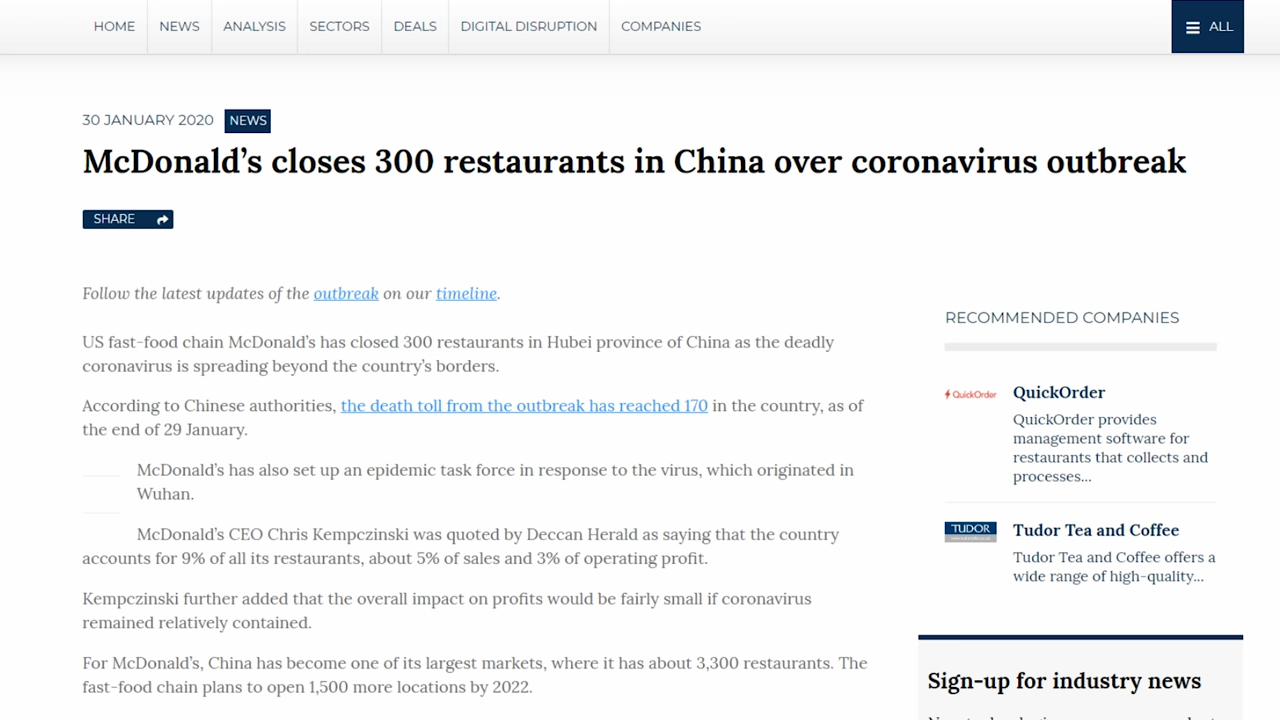 HOME
NEWS
ANALYSIS
SECTORS
DEALS
DIGITAL DISRUPTION
COMPANIES
ALL
30 JANUARY 2020 NEWS
McDonald’s closes 300 restaurants in China over coronavirus outbreak
SHARE
Follow the latest updates of the outbreak on our timeline.
US fast-food chain McDonald’s has closed 300 restaurants in Hubei province of China as the deadly
coronavirus is spreading beyond the country’s borders.
According to Chinese authorities, the death toll from the outbreak has reached 170 in the country, as of
the end of 29 January.
McDonald’s has also set up an epidemic task force in response to the virus, which originated in
Wuhan.
McDonald’s CEO Chris Kempczinski was quoted by Deccan Herald as saying that the country
accounts for 9% of all its restaurants, about 5% of sales and 3% of operating profit.
Kempczinski further added that the overall impact on profits would be fairly small if coronavirus
remained relatively contained.
For McDonald’s, China has become one of its largest markets, where it has about 3,300 restaurants. The
fast-food chain plans to open 1,500 more locations by 2022.
RECOMMENDED COMPANIES
QuickOrder
QuickOrder
QuickOrder provides
management software for
restaurants that collects and
processes...
TUDOR
Tudor Tea and Coffee
Tudor Tea and Coffee offers a
wide range of high-quality...
Sign-up for industry news